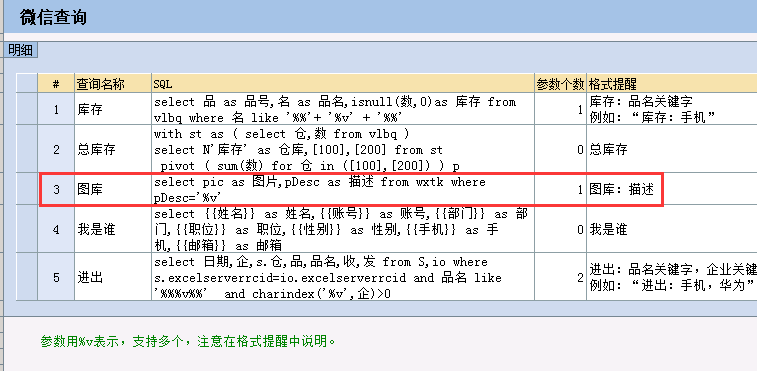 微信查询
明细
# 查询名称 SQL 参数个数 格式提醒
1 库存 select 品 as 品号,名 as 品名,isnull(数,0)as 库存 from 1 库存：品名关键字
vlbq where 名 like '%%'+ '%v' + '%%' 例如：“库存：手机”
2 总库存 with st as ( select 仓,数 from vlbq ) 0 总库存
select N'库存' as 仓库,[100],[200] from st
pivot ( sum(数) for 仓 in ([100],[200]) ) p
3 图库 select pic as 图片,pDesc as 描述 from wxtk where 1 图库：描述
pDesc='%v'
4 我是谁 select {{姓名}} as 姓名,{{账号}} as 账号,{{部门}} as 部 0 我是谁
门,{{职位}} as 职位,{{性别}} as 性别,{{手机}} as 手
机,{{邮箱}} as 邮箱
5 进出 select 日期,企,s.仓,品,品名,收,发 from S,io where 2 进出：品名关键字，企业关键
s.excelserverrcid=io.excelserverrcid and 品名 like 例如：“进出：手机，华为”
'%%%v%%' and charindex('%v',企)>0
参数用%v表示，支持多个，注意在格式提醒中说明。